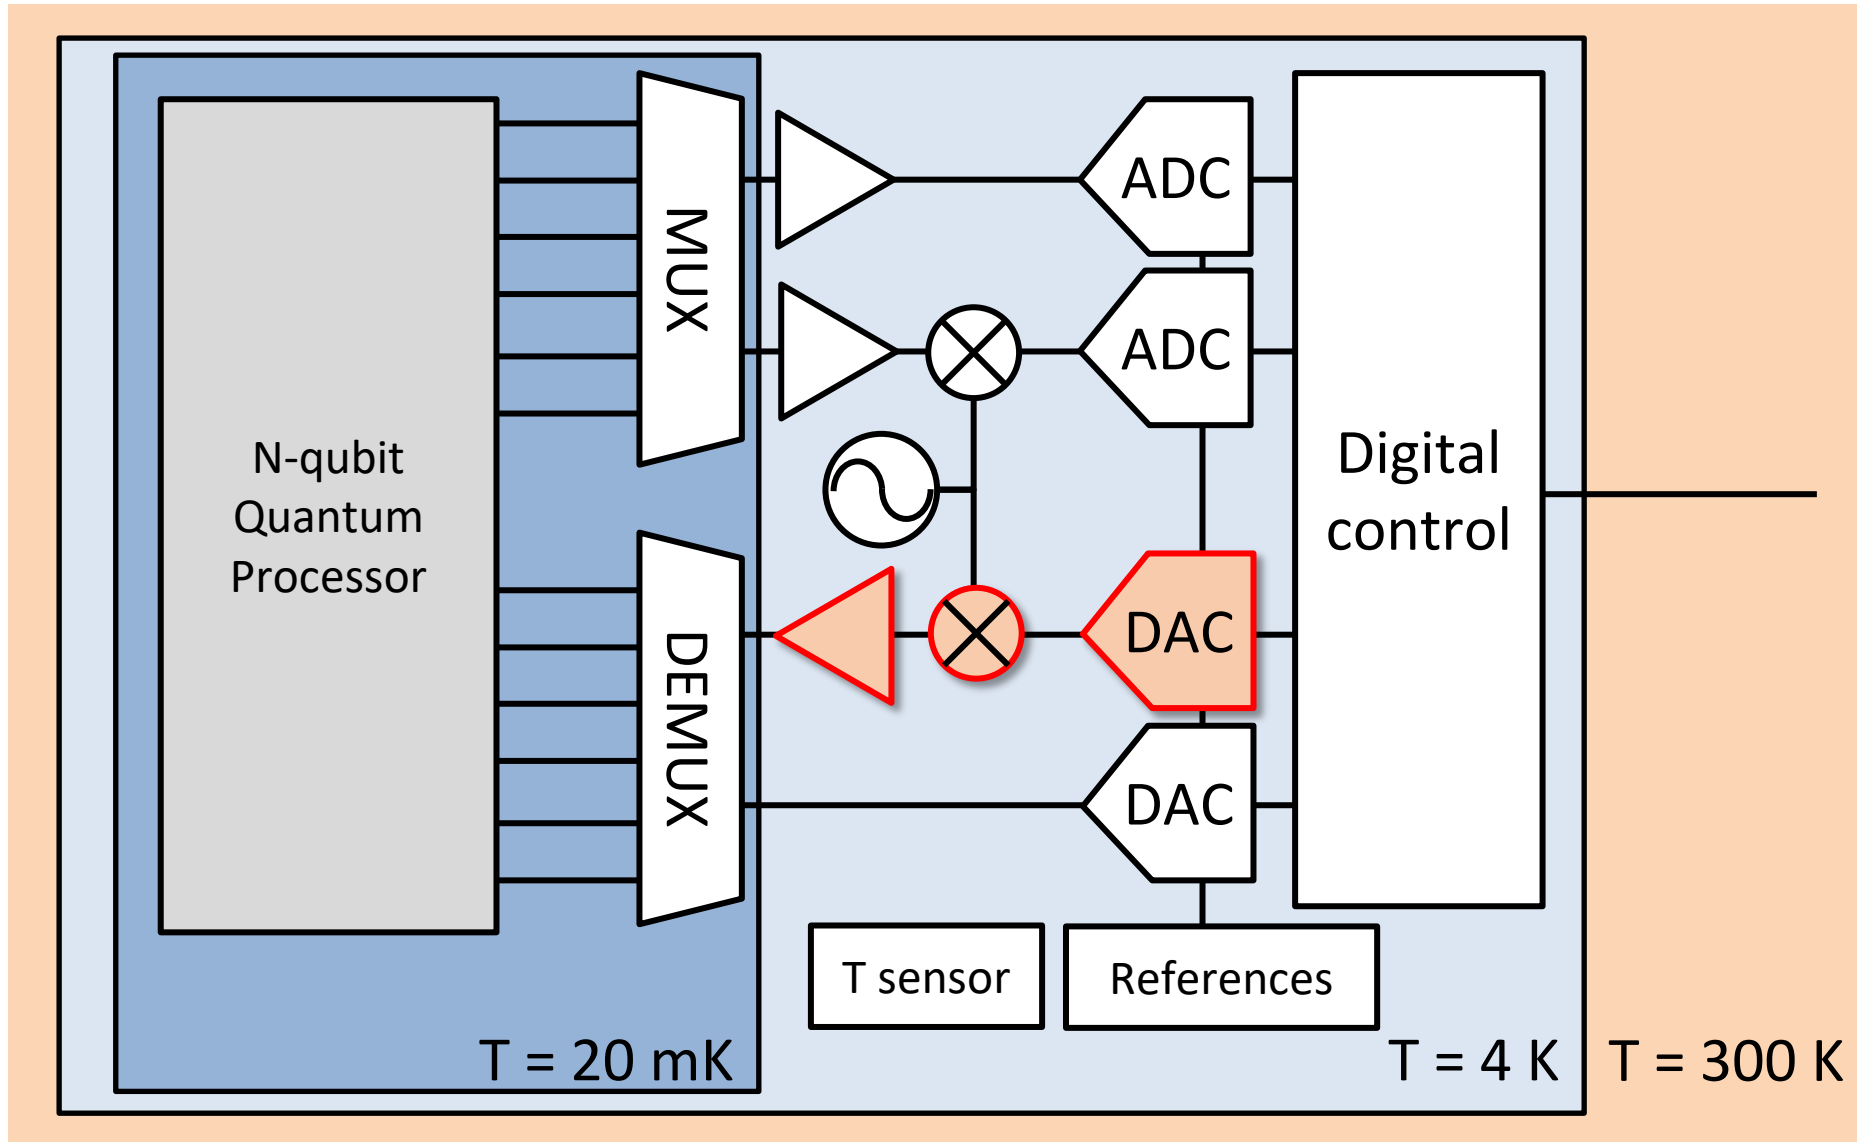 N-qubit
Quantum
Processor
MUX
DEMUX
ADC
ADC
DAC
DAC
Digital
control
T sensor
References
T = 20 mK
T = 4 K
T = 300 K